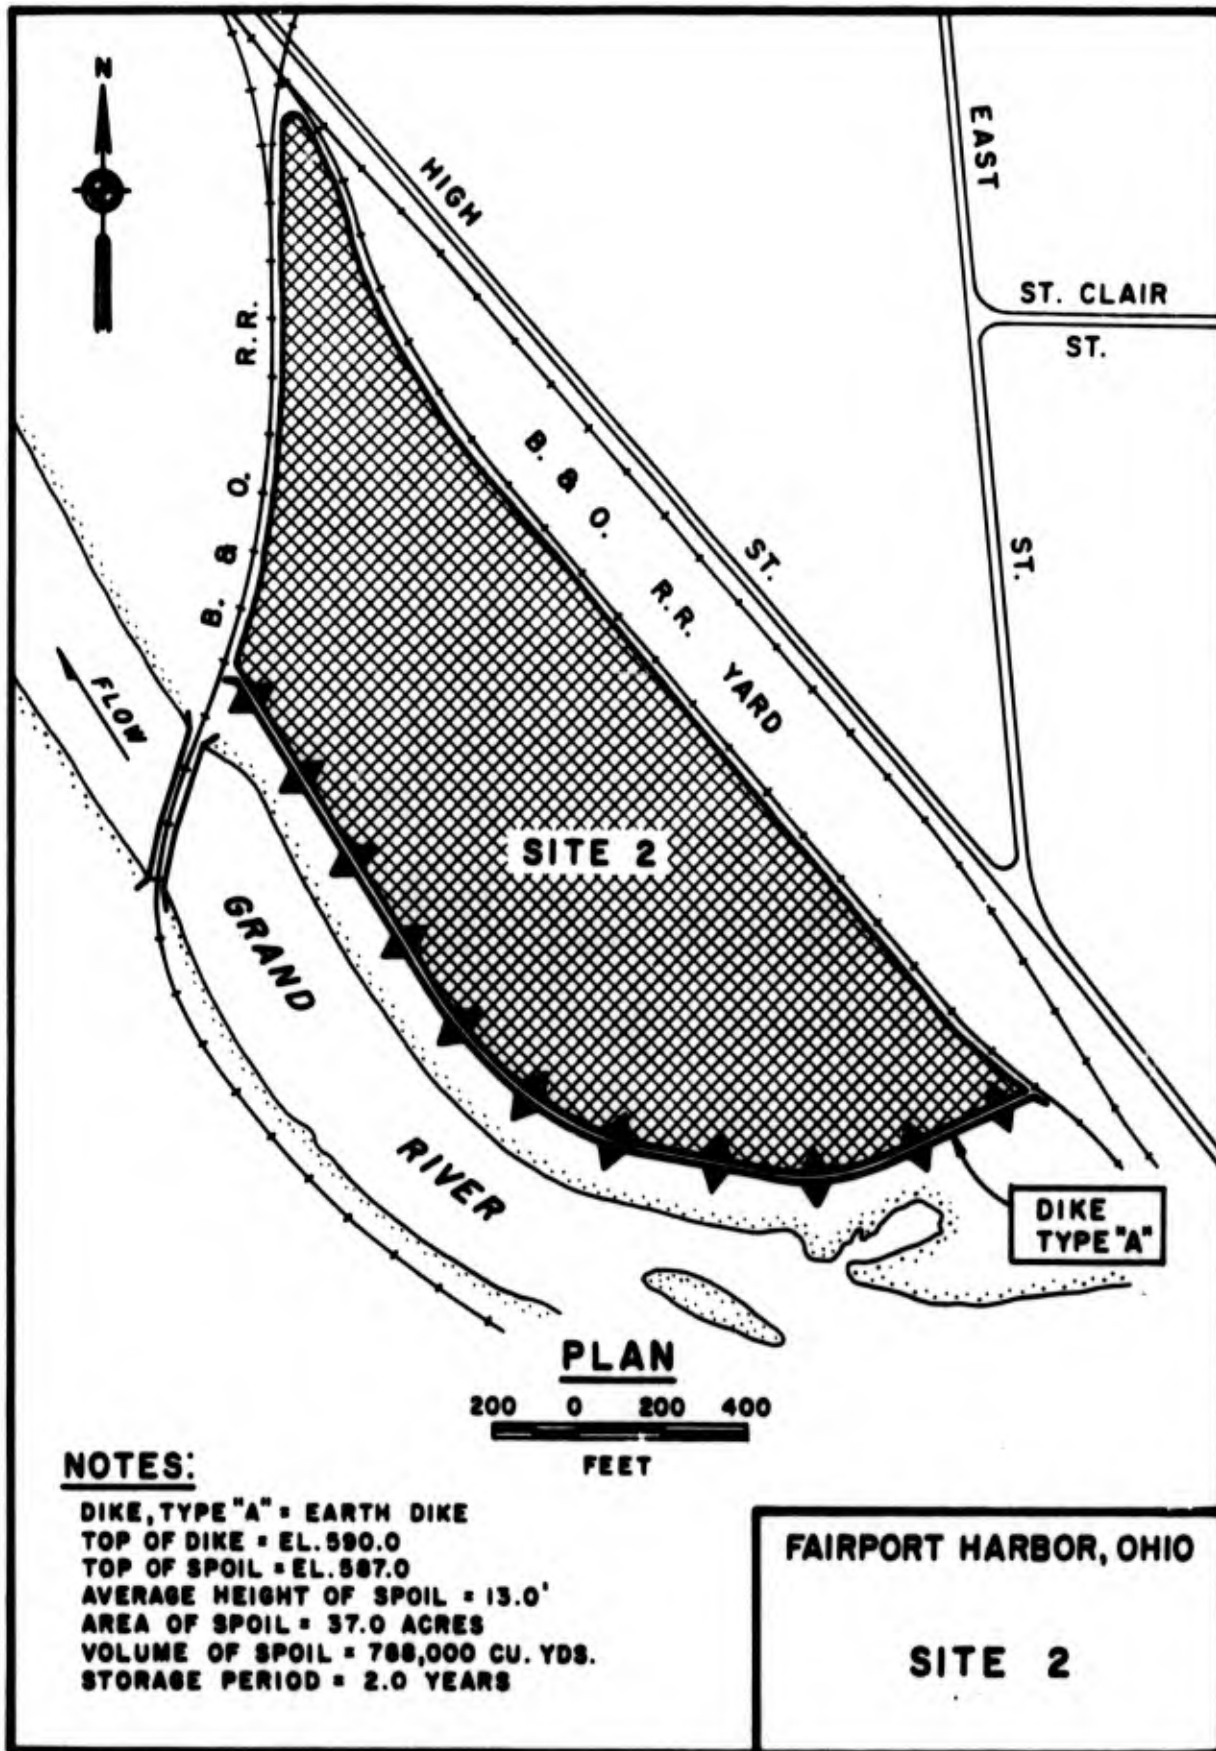 N
HIGH
EAST
ST. CLAIR
ST.
B. & O. R.R.
B. & O. R.R. YARD
ST.
ST.
FLOW
SITE 2
GRAND
RIVER
DIKE
TYPE "A"
PLAN
200 0 200 400
FEET
NOTES:
DIKE, TYPE "A" = EARTH DIKE
TOP OF DIKE = EL. 590.0
TOP OF SPOIL = EL. 587.0
AVERAGE HEIGHT OF SPOIL = 13.0'
AREA OF SPOIL = 37.0 ACRES
VOLUME OF SPOIL = 788,000 CU. YDS.
STORAGE PERIOD = 2.0 YEARS
FAIRPORT HARBOR, OHIO
SITE 2